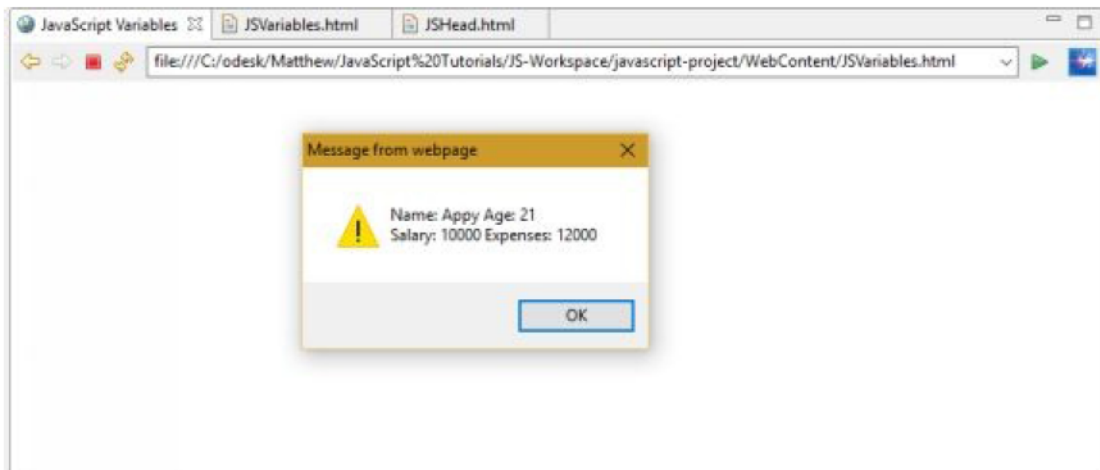 JavaScript Variables JSVariables.html JSHead.html
file:///C:/odesk/Matthew/JavaScript%20Tutorials/JS-Workspace/javascript-project/WebContent/JSVariables.html
Message from webpage
Name: Appy Age: 21
Salary: 10000 Expenses: 12000
OK